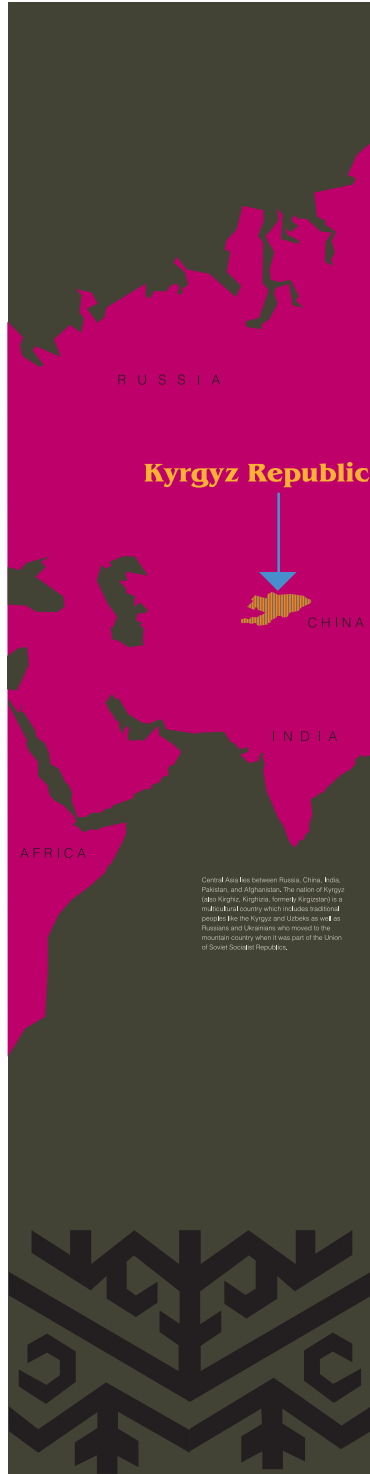 RUSSIA
Kyrgyz Republic
CHINA
INDIA
AFRICA
Central Asia lies between Russia, China, India,
Pakistan, and Afghanistan. The nation of Kyrgyz
(also Kirghiz, Kirghizia, formerly Kirgizstan) is a
multicultural country which includes traditional
peoples like the Kyrgyz and Uzbeks as well as
Russians and Ukrainians who moved to the
mountain country when it was part of the Union
of Soviet Socialist Republics.